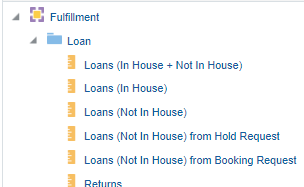 Fulfillment
Loan
Loans (In House + Not In House)
Loans (In House)
Loans (Not In House)
Loans (Not In House) from Hold Request
Loans (Not In House) from Booking Request
Returns